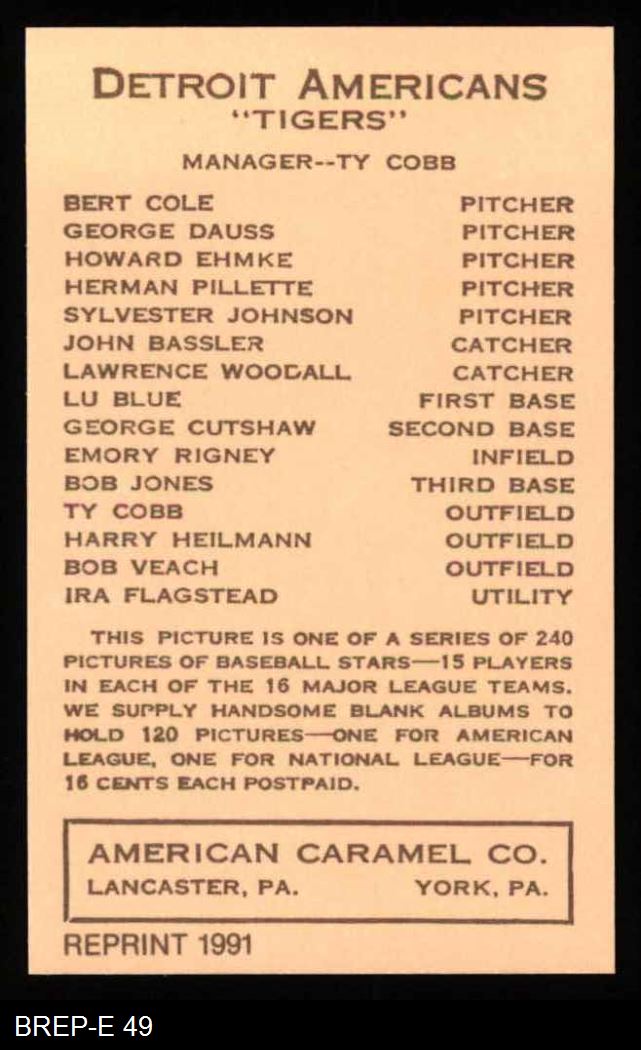 DETROIT AMERICANS
"TIGERS"
MANAGER--TY COBB
BERT COLE PITCHER
GEORGE DAUSS PITCHER
HOWARD EHMKE PITCHER
HERMAN PILLETTE PITCHER
SYLVESTER JOHNSON PITCHER
JOHN BASSLER CATCHER
LAWRENCE WOODALL CATCHER
LU BLUE FIRST BASE
GEORGE CUTSHAW SECOND BASE
EMORY RIGNEY INFIELD
BOB JONES THIRD BASE
TY COBB OUTFIELD
HARRY HEILMANN OUTFIELD
BOB VEACH OUTFIELD
IRA FLAGSTEAD UTILITY
THIS PICTURE IS ONE OF A SERIES OF 240
PICTURES OF BASEBALL STARS—15 PLAYERS
IN EACH OF THE 16 MAJOR LEAGUE TEAMS.
WE SUPPLY HANDSOME BLANK ALBUMS TO
HOLD 120 PICTURES—ONE FOR AMERICAN
LEAGUE, ONE FOR NATIONAL LEAGUE—FOR
16 CENTS EACH POSTPAID.
AMERICAN CARAMEL CO.
LANCASTER, PA. YORK, PA.
REPRINT 1991
BREP-E 49